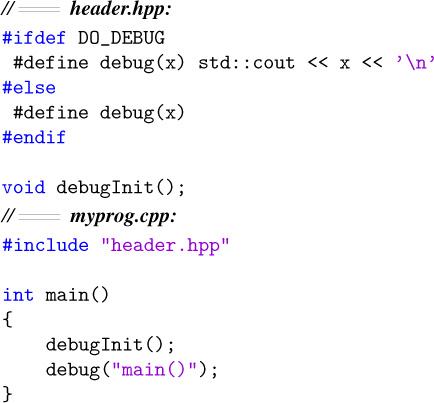 // ==== header.hpp:
#ifdef DO_DEBUG
 #define debug(x) std::cout << x << '\n'
#else
 #define debug(x)
#endif

void debugInit();
// ==== myprog.cpp:
#include "header.hpp"

int main()
{
    debugInit();
    debug("main()");
}